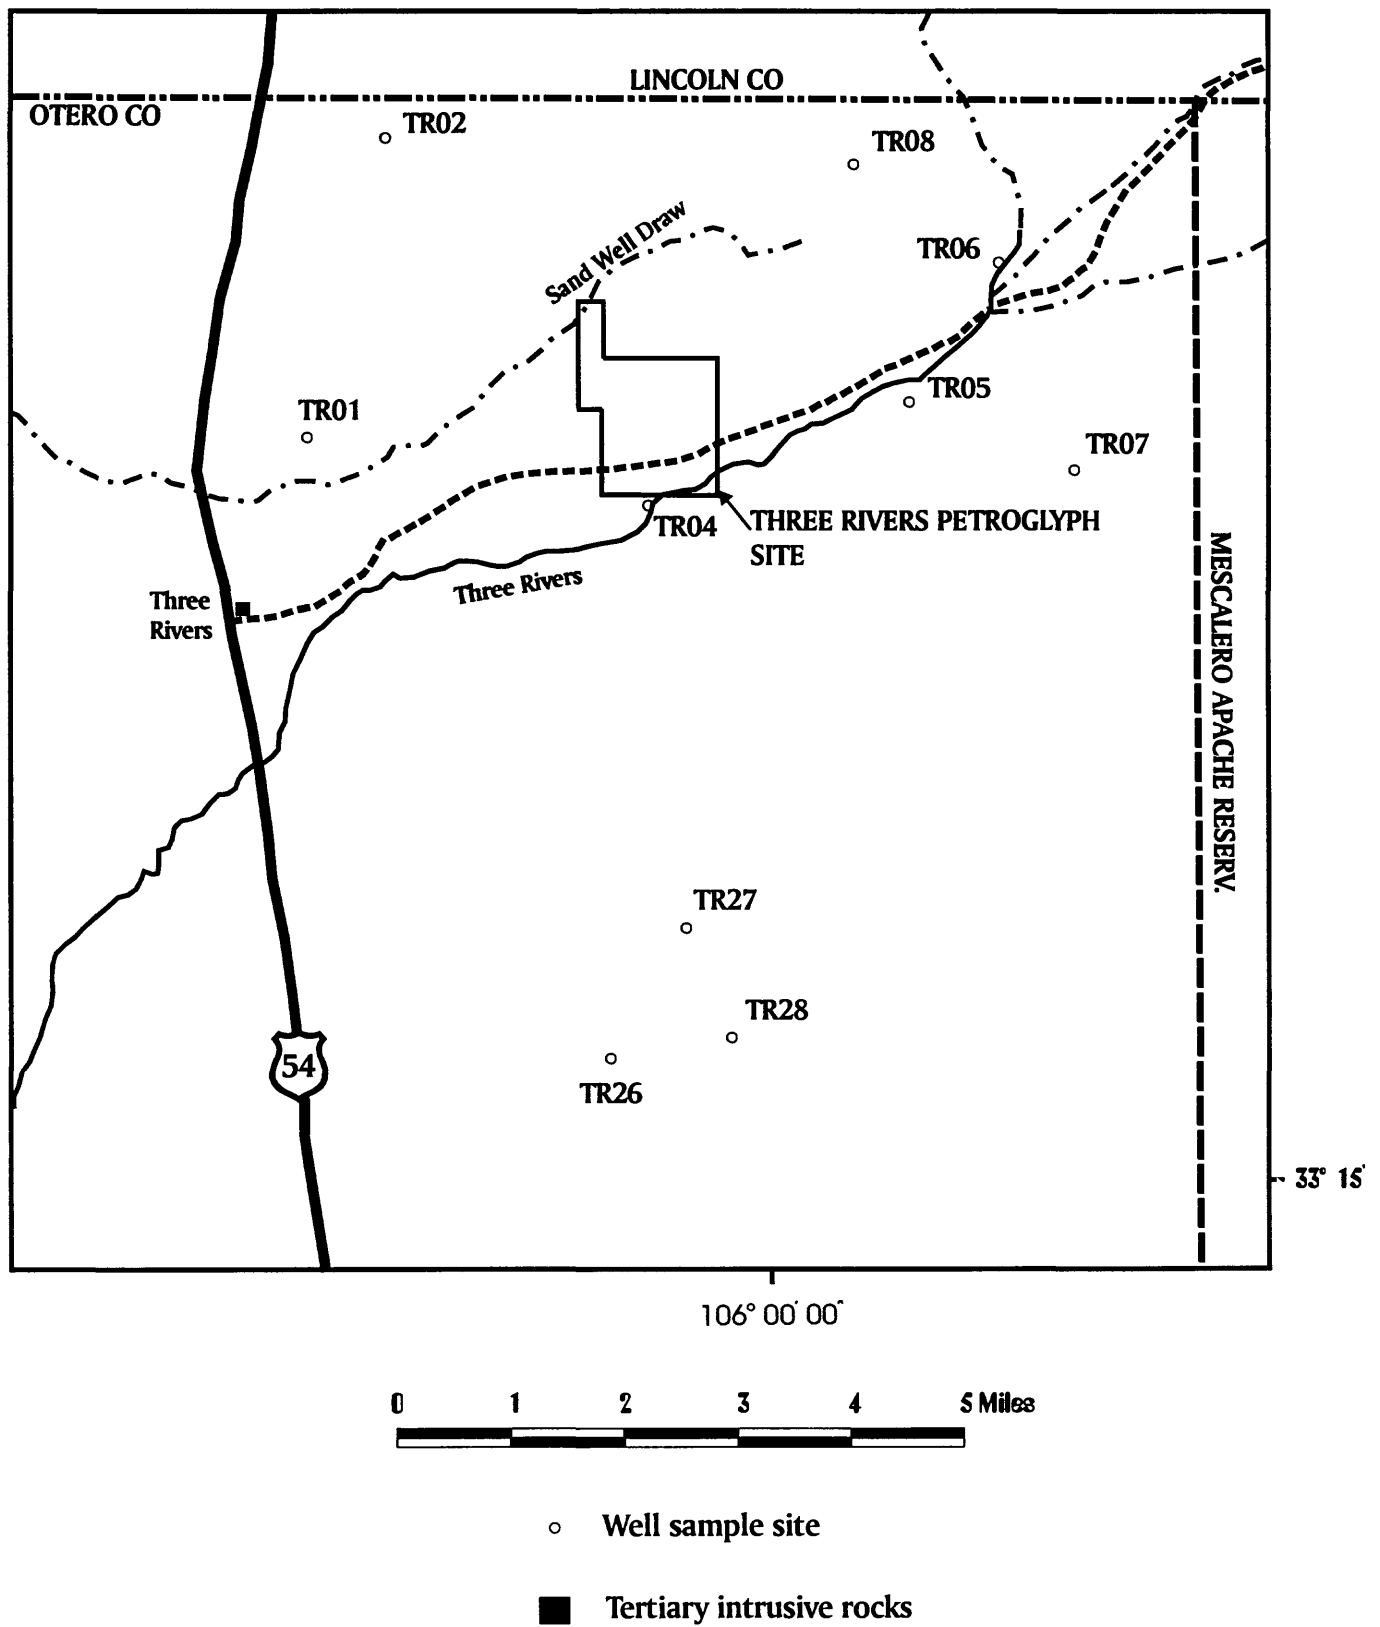 LINCOLN CO
OTERO CO
TR02
TR08
Sand Well Draw
TR06
TR05
TR01
TR07
TR04
THREE RIVERS PETROGLYPH
SITE
Three Rivers
Three
Rivers
MESCALERO APACHE RESERV.
TR27
TR28
54
TR26
33° 15'
106° 00' 00"
0 1 2 3 4 5 Miles
Well sample site
Tertiary intrusive rocks